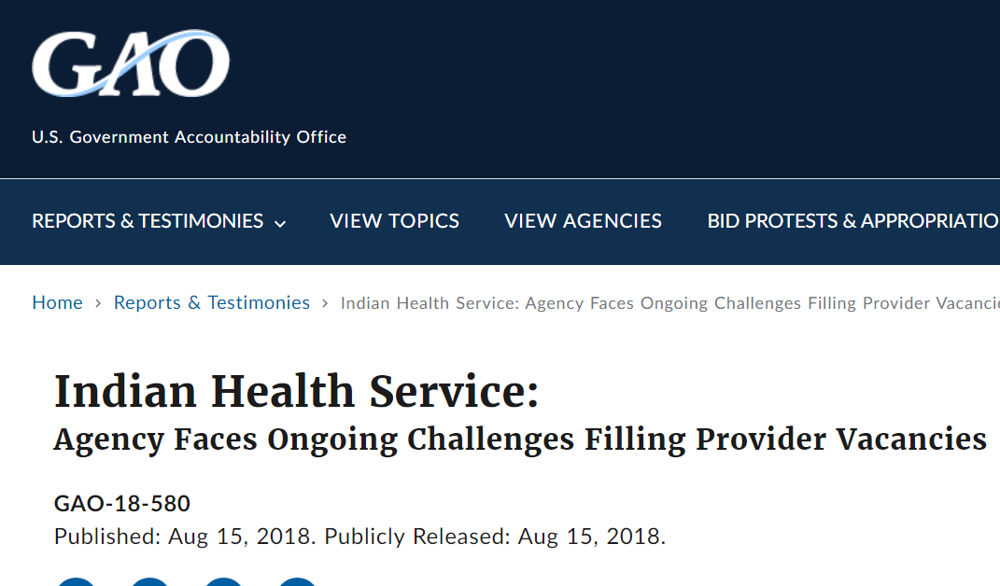 GAO
U.S. Government Accountability Office
REPORTS & TESTIMONIES
VIEW TOPICS
VIEW AGENCIES
BID PROTESTS & APPROPRIATIO
Home > Reports & Testimonies > Indian Health Service: Agency Faces Ongoing Challenges Filling Provider Vacancie
Indian Health Service:
Agency Faces Ongoing Challenges Filling Provider Vacancies
GAO-18-580
Published: Aug 15, 2018. Publicly Released: Aug 15, 2018.